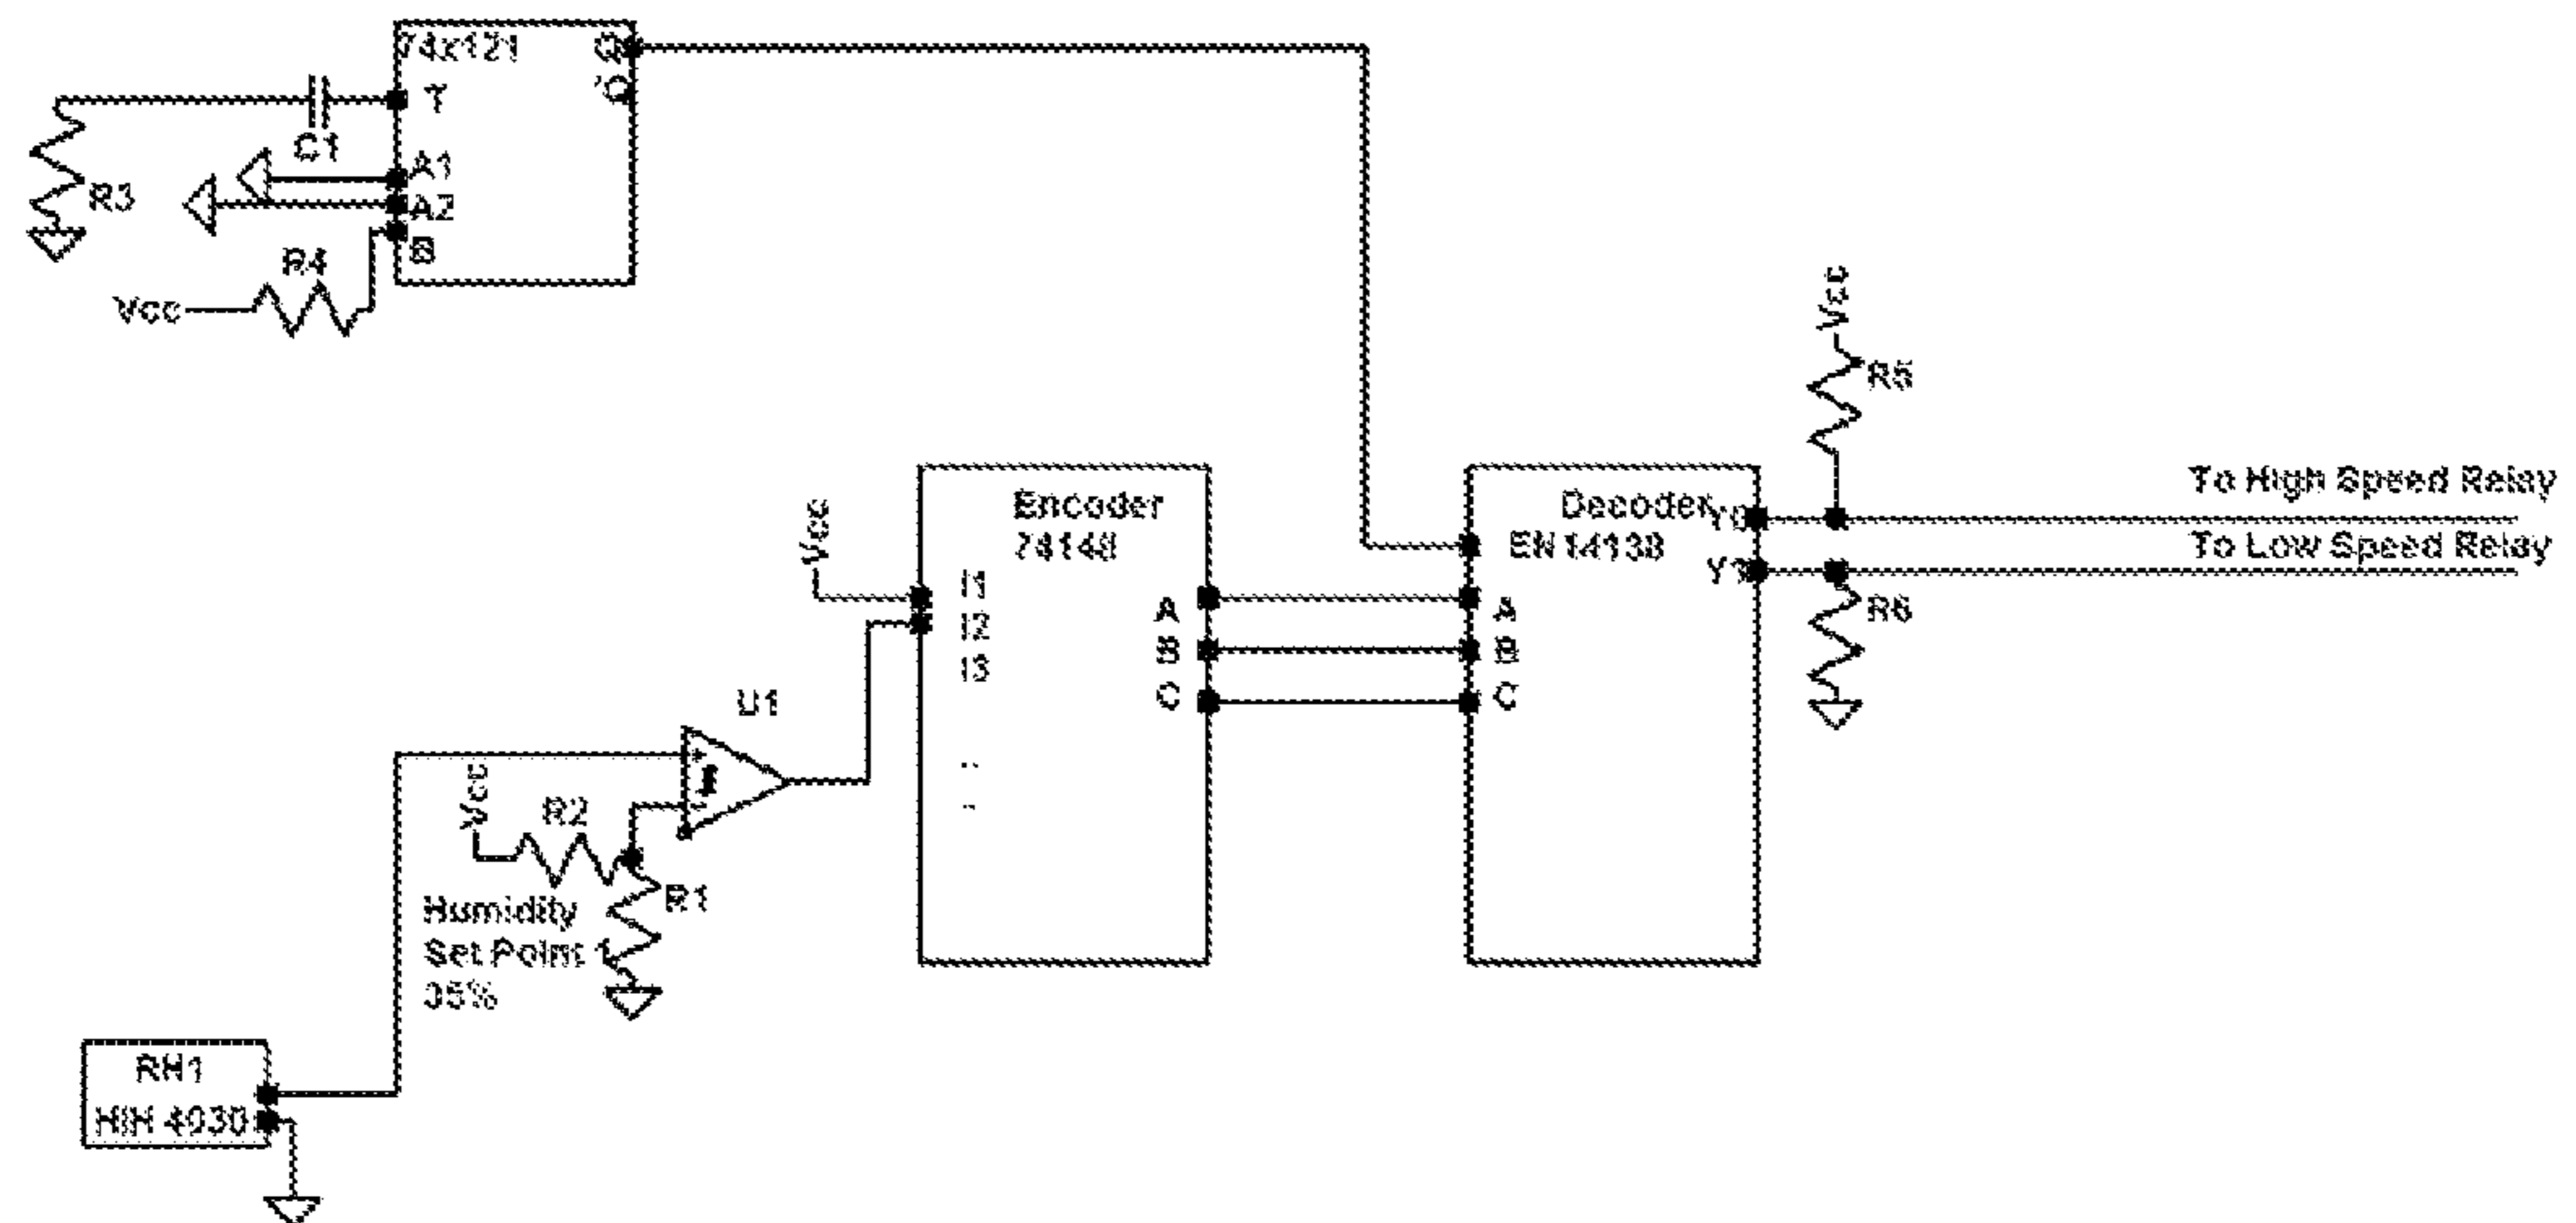 74x121
Q
T
'Q
C1
A1
R3
A2
B
R4
Vcc
Vcc
R5
To High Speed Relay
Encoder
74148
Decoder
Y0
EN 14138
To Low Speed Relay
Vcc
I1
I2
I3
A
B
C
A
B
C
R6
U1
+
-
Vcc
R2
R1
Humidity
Set Point 1
35%
RH1
HIH 4030